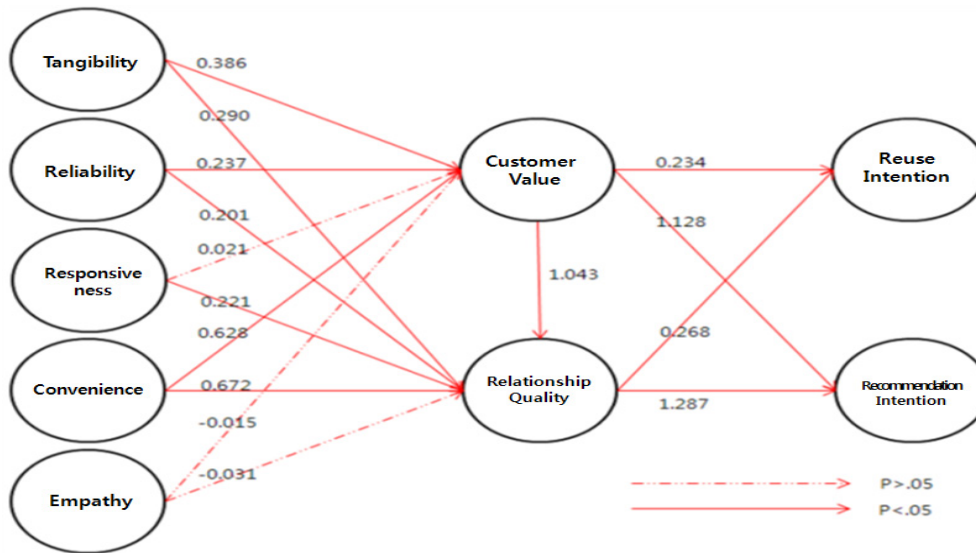 Tangibility
Reliability
Responsive
ness
Convenience
Empathy
0.386
0.290
0.237
0.201
0.021
0.221
0.628
0.672
-0.015
-0.031
Customer
Value
Relationship
Quality
1.043
0.234
1.128
0.268
1.287
Reuse
Intention
Recommendation
Intention
P>.05
P<.05